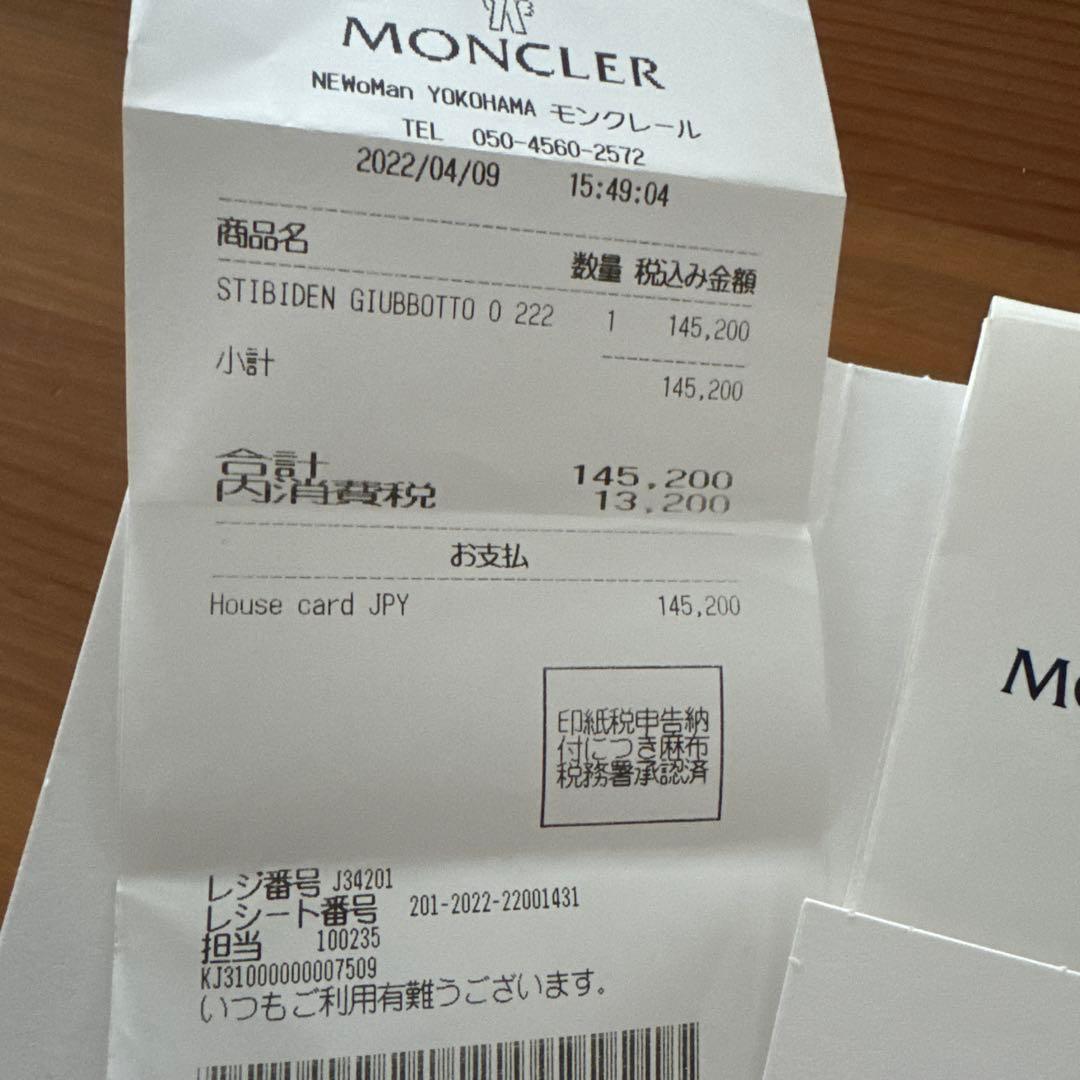 MONCLER
NEWoMan YOKOHAMA モンクレール
TEL 050-4560-2572
2022/04/09 15:49:04
商品名
数量 税込み金額
STIBIDEN GIUBBOTTO O 222 1 145,200
小計 145,200
合計 145,200
内消費税 13,200
お支払
House card JPY 145,200
印紙税申告納
付につき麻布
税務署承認済
レジ番号 J34201
レシート番号 201-2022-22001431
担当 100235
KJ31000000007509
いつもご利用有難うございます。